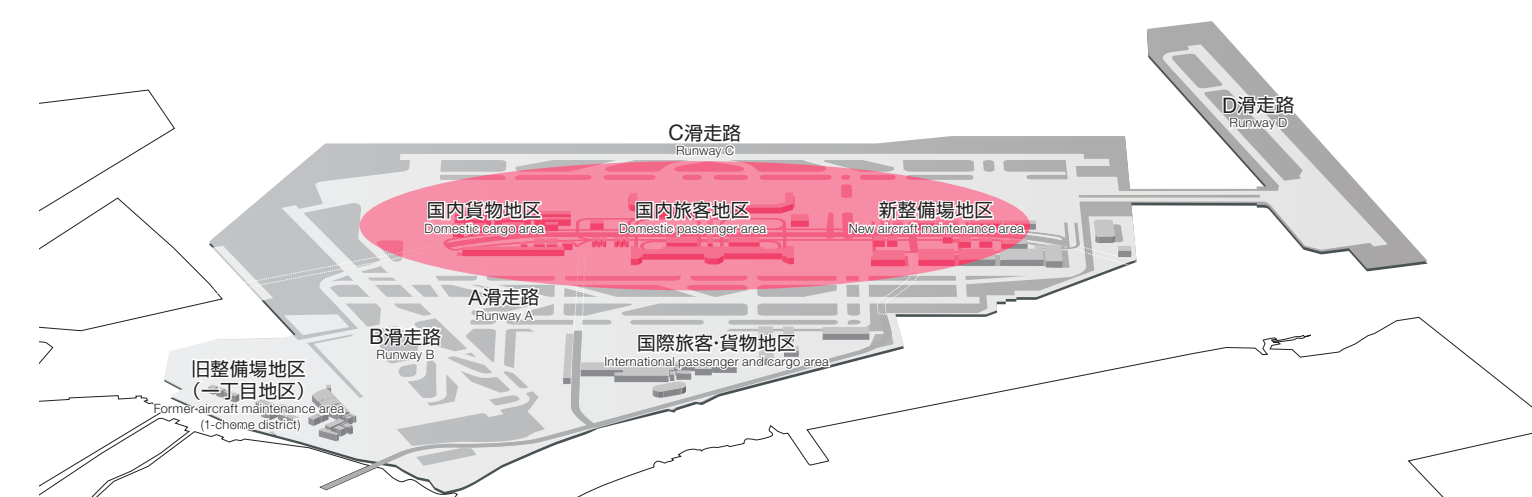 D滑走路
Runway D
C滑走路
Runway C
国内貨物地区
Domestic cargo area
国内旅客地区
Domestic passenger area
新整備場地区
New aircraft maintenance area
A滑走路
Runway A
B滑走路
Runway B
国際旅客・貨物地区
International passenger and cargo area
旧整備場地区
（一丁目地区）
Former aircraft maintenance area
(1-chome district)